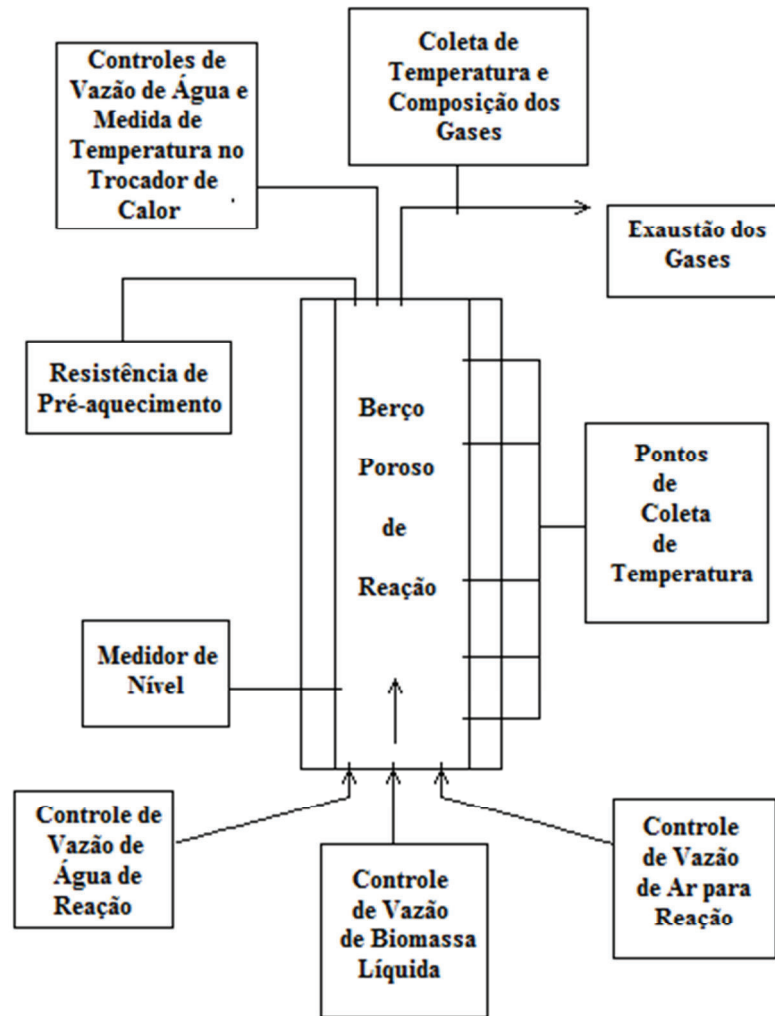 Controles de
Vazão de Água e
Medida de
Temperatura no
Trocador de
Calor
Coleta de
Temperatura e
Composição dos
Gases
Exaustão dos
Gases
Resistência de
Pré-aquecimento
Berço
Poroso
de
Reação
Pontos
de
Coleta
de
Temperatura
Medidor de
Nível
Controle de
Vazão de
Água de
Reação
Controle
de Vazão
de Biomassa
Líquida
Controle
de Vazão
de Ar para
Reação